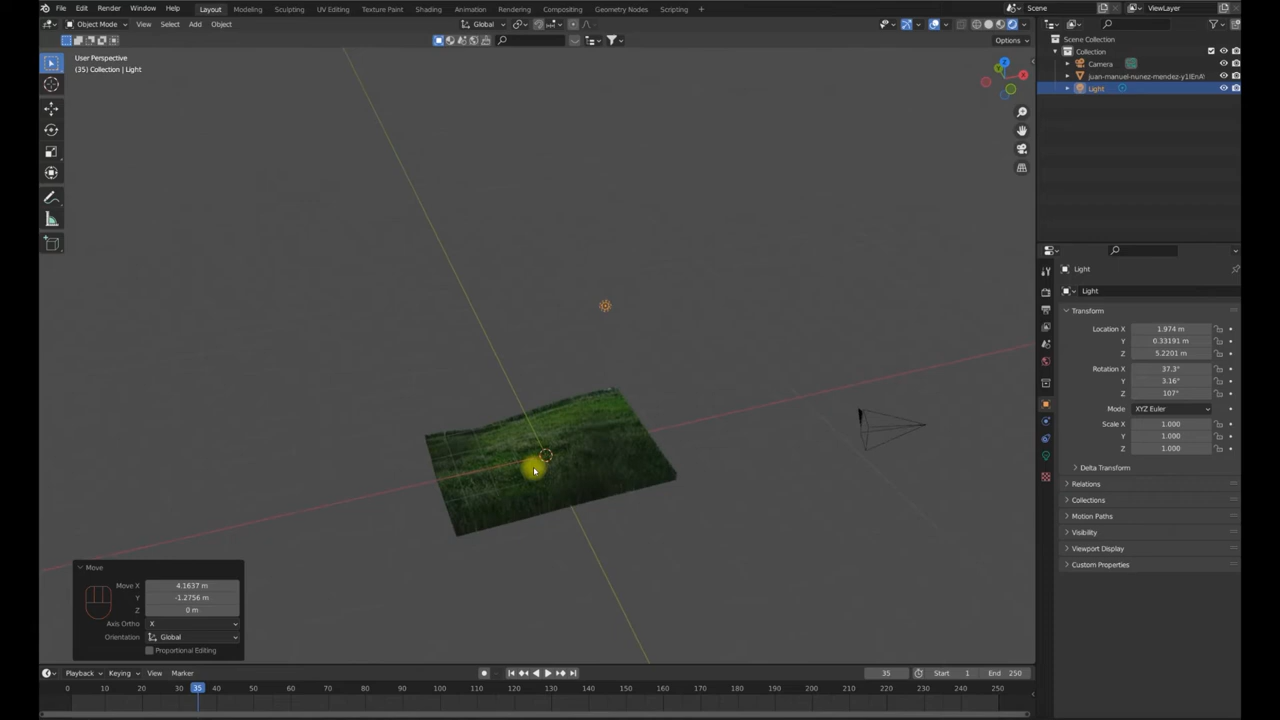 File Edit Render Window Help Layout Modeling Sculpting UV Editing Texture Paint Shading Animation Rendering Compositing Geometry Nodes Scripting + Scene ViewLayer
Object Mode View Select Add Object Global
Options
User Perspective
(35) Collection | Light
Scene Collection
Collection
Camera
juan-manuel-nunez-mendez-y1IEnA\
Light
Light
Light
Transform
Location X 1.974 m
Y 0.33191 m
Z 5.2201 m
Rotation X 37.3°
Y 3.16°
Z 107°
Mode XYZ Euler
Scale X 1.000
Y 1.000
Z 1.000
Delta Transform
Relations
Collections
Motion Paths
Visibility
Viewport Display
Custom Properties
Move
Move X 4.1637 m
Y -1.2756 m
Z 0 m
Axis Ortho X
Orientation Global
Proportional Editing
Playback Keying View Marker 35 Start 1 End 250
0 10 20 30 35 40 50 60 70 80 90 100 110 120 130 140 150 160 170 180 190 200 210 220 230 240 250